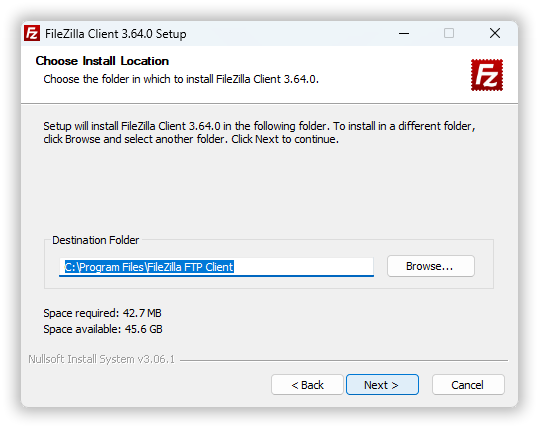 FileZilla Client 3.64.0 Setup
Choose Install Location
Choose the folder in which to install FileZilla Client 3.64.0.
Fz
Setup will install FileZilla Client 3.64.0 in the following folder. To install in a different folder,
click Browse and select another folder. Click Next to continue.
Destination Folder
C:\Program Files\FileZilla FTP Client
Browse...
Space required: 42.7 MB
Space available: 45.6 GB
Nullsoft Install System v3.06.1
< Back
Next >
Cancel